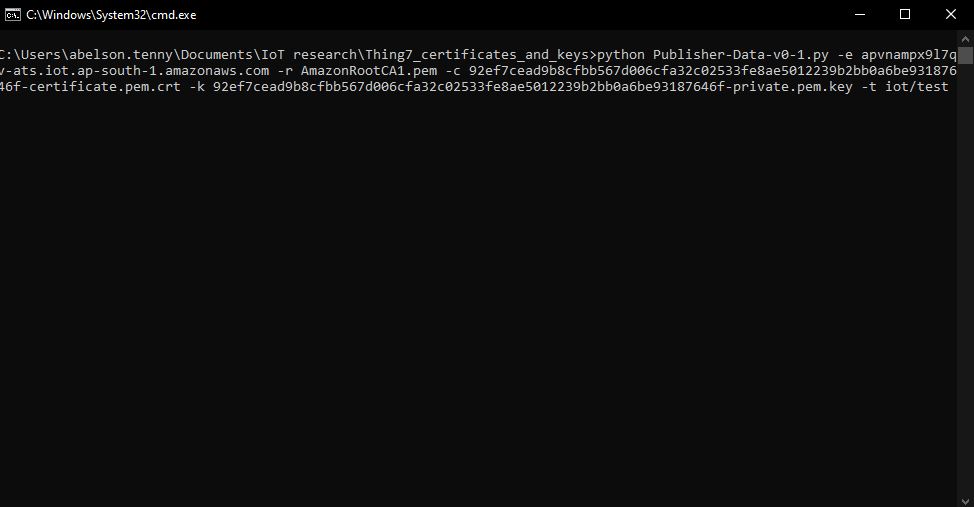 C:\Windows\System32\cmd.exe
C:\Users\abelson.tenny\Documents\IoT research\Thing7_certificates_and_keys>python Publisher-Data-v0-1.py -e apvnampx9l7q
v-ats.iot.ap-south-1.amazonaws.com -r AmazonRootCA1.pem -c 92ef7cead9b8cfbb567d006cfa32c02533fe8ae5012239b2bb0a6be931876
46f-certificate.pem.crt -k 92ef7cead9b8cfbb567d006cfa32c02533fe8ae5012239b2bb0a6be93187646f-private.pem.key -t iot/test